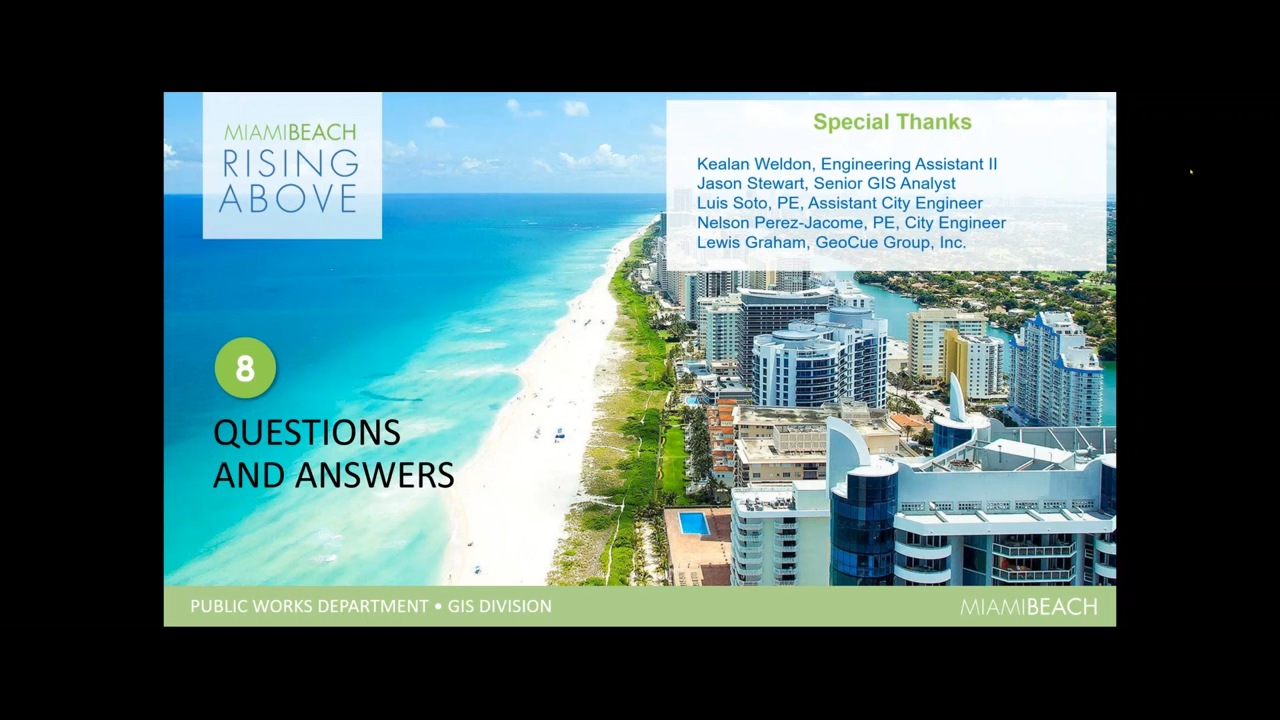 MIAMIBEACH
RISING
ABOVE
Special Thanks
Kealan Weldon, Engineering Assistant II
Jason Stewart, Senior GIS Analyst
Luis Soto, PE, Assistant City Engineer
Nelson Perez-Jacome, PE, City Engineer
Lewis Graham, GeoCue Group, Inc.
8
QUESTIONS
AND ANSWERS
PUBLIC WORKS DEPARTMENT • GIS DIVISION
MIAMIBEACH